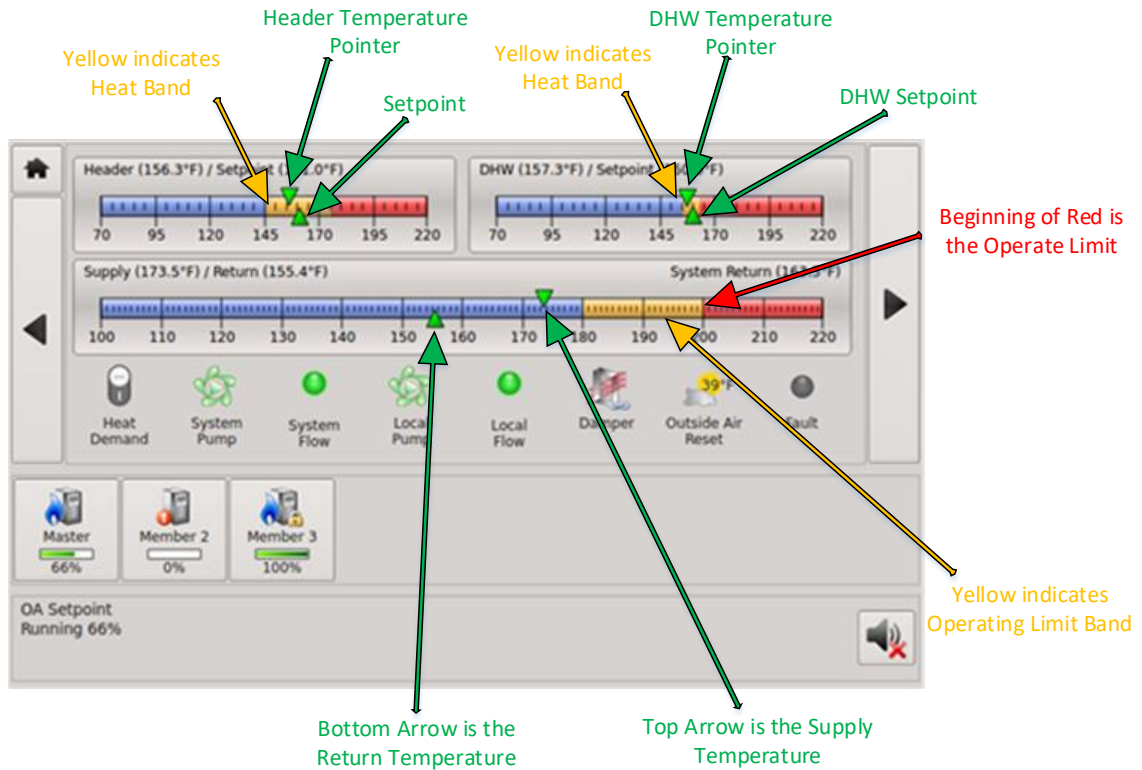 Header Temperature
Pointer
DHW Temperature
Pointer
Yellow indicates
Heat Band
Yellow indicates
Heat Band
Setpoint
DHW Setpoint
Header (156.3°F) / Setpoint ( 1.0°F)
DHW (157.3°F) / Setpoint °F)
70 95 120 145 170 195 220
70 95 120 145 170 195 220
Beginning of Red is
the Operate Limit
Supply (173.5°F) / Return (155.4°F)
System Return (16 °F)
100 110 120 130 140 150 160 170 180 190 200 210 220
39°F
Heat
Demand
System
Pump
System
Flow
Local
Pump
Local
Flow
Damper
Outside Air
Reset
Fault
Master
66%
Member 2
0%
Member 3
100%
Yellow indicates
Operating Limit Band
OA Setpoint
Running 66%
Bottom Arrow is the
Return Temperature
Top Arrow is the Supply
Temperature